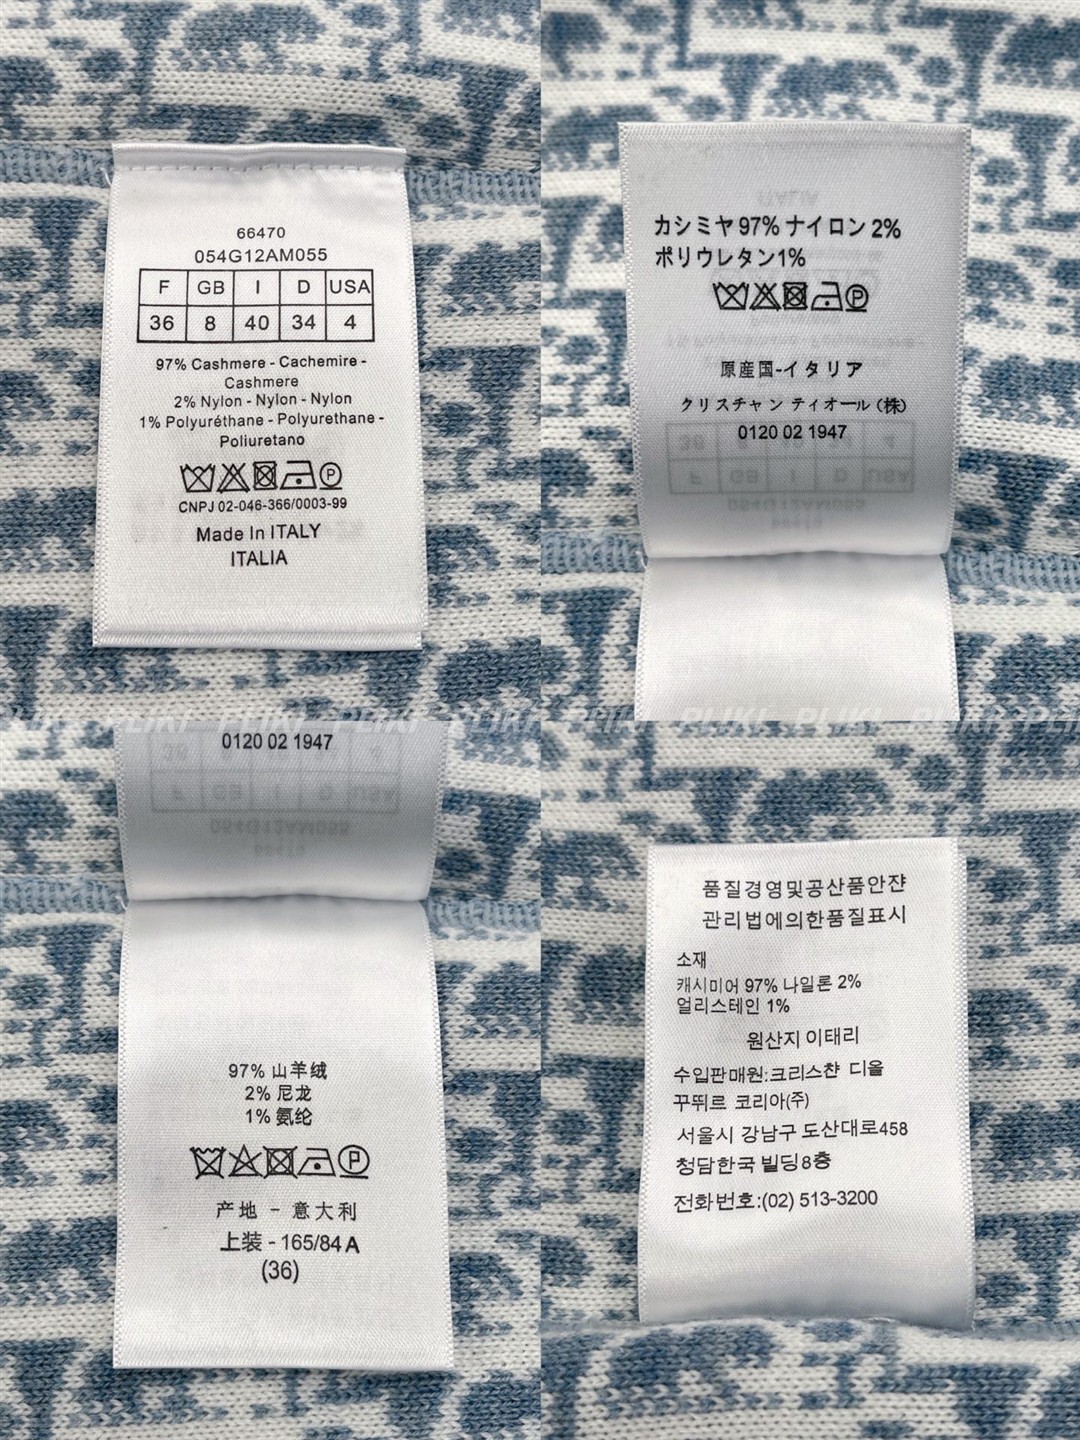 66470
054G12AM055
F GB I D USA
36 8 40 34 4
97% Cashmere - Cachemire -
Cashmere
2% Nylon - Nylon - Nylon
1% Polyuréthane - Polyurethane -
Poliuretano
P
CNPJ 02-046-366/0003-99
Made In ITALY
ITALIA
カシミヤ 97% ナイロン 2%
ポリウレタン1%
P
原産国-イタリア
クリスチャン ティオール (株)
0120 02 1947
PLIKI PLIKI PLIKI PLIKI
0120 02 1947
97% 山羊绒
2% 尼龙
1% 氨纶
P
产地 - 意大利
上装 - 165/84 A
(36)
품질경영및공산품안쟌
관리법에의한품질표시
소재
캐시미어 97% 나일론 2%
얼리스테인 1%
원산지 이태리
수입판매원:크리스챤 디올
꾸뛰르 코리아(주)
서울시 강남구 도산대로458
청담한국 빌딩8층
전화번호:(02) 513-3200